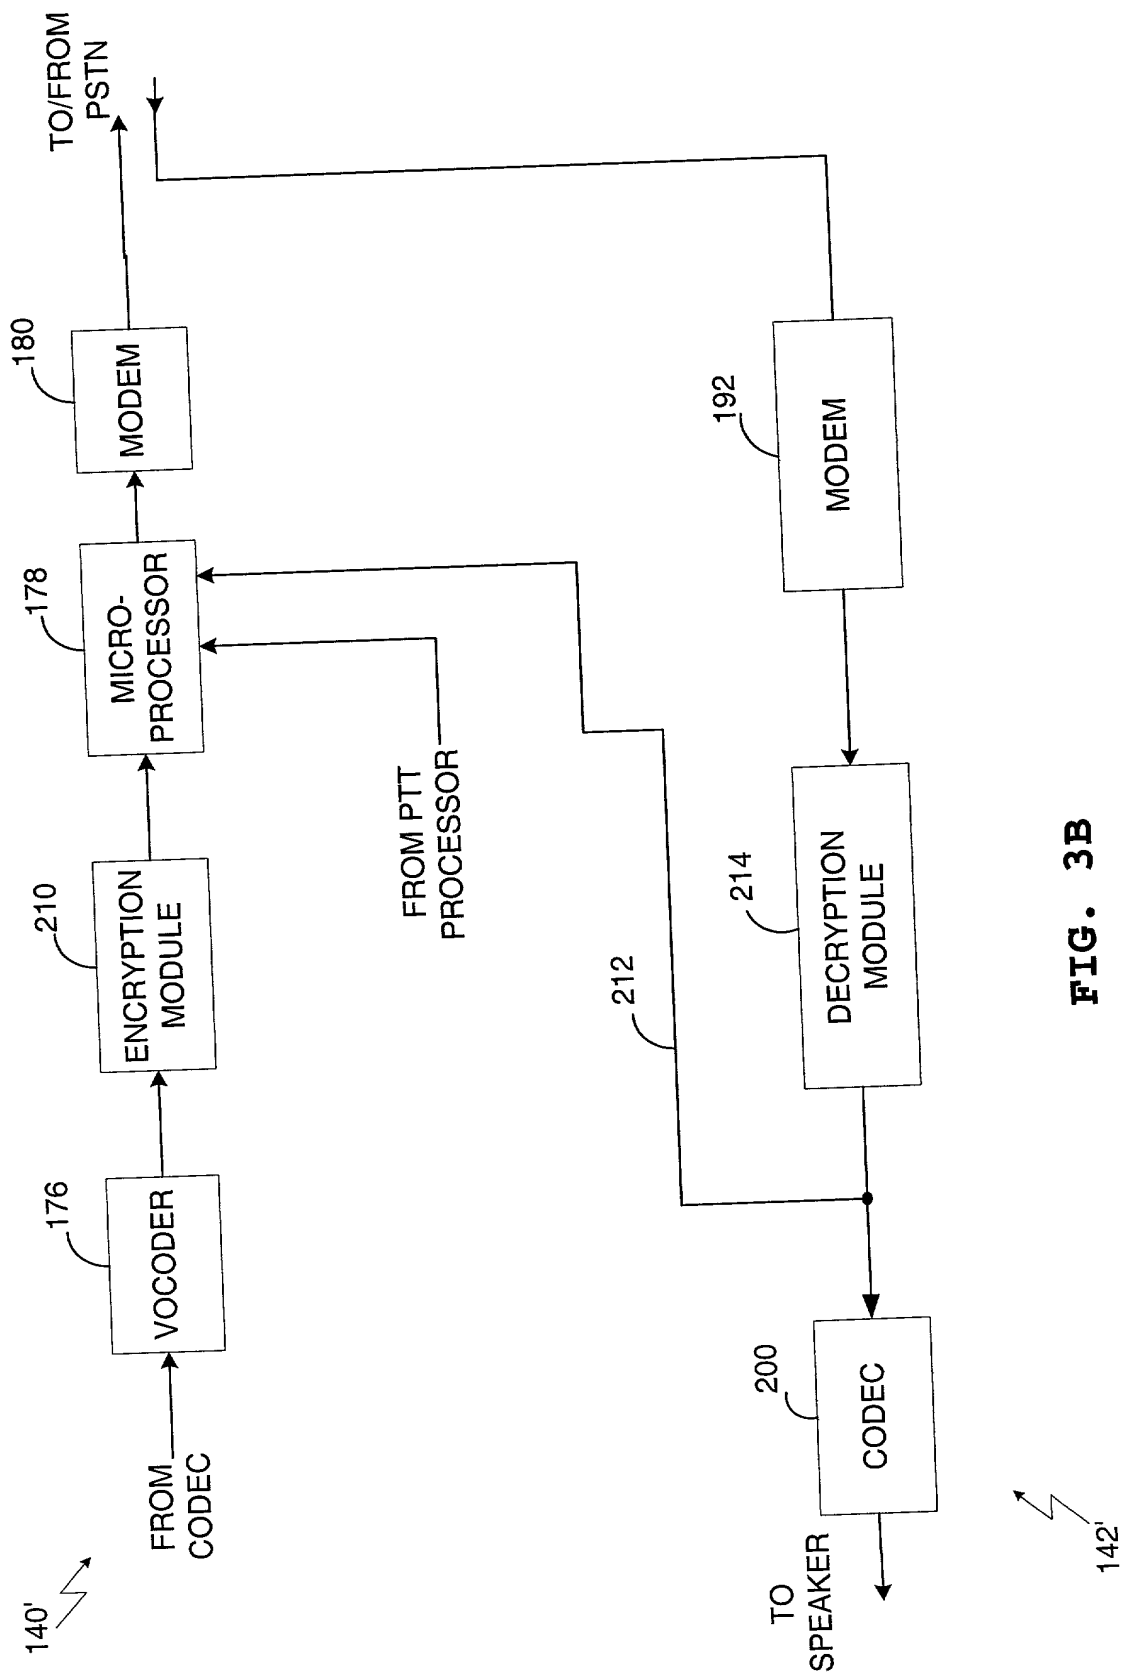 140'
FROM
CODEC
176
VOCODER
210
ENCRYPTION
MODULE
178
MICRO-
PROCESSOR
180
MODEM
TO/FROM
PSTN
FROM PTT
PROCESSOR
212
TO
SPEAKER
200
CODEC
214
DECRYPTION
MODULE
192
MODEM
142'
FIG. 3B